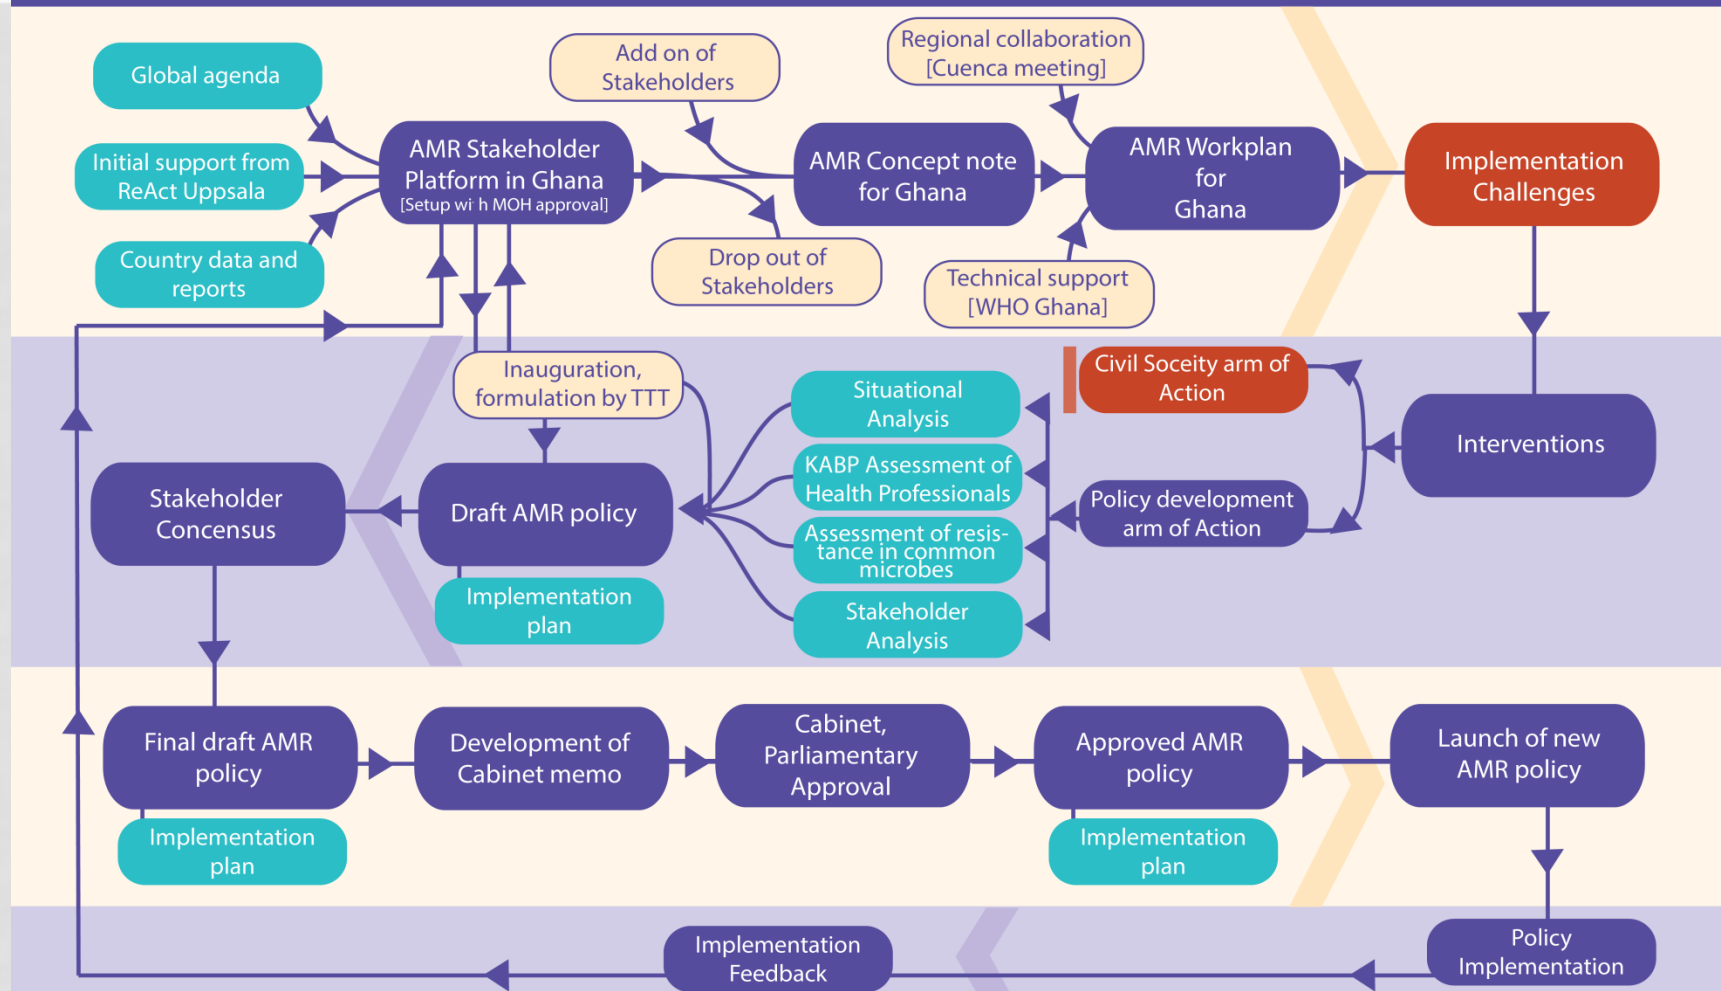 Global agenda
Initial support from
ReAct Uppsala
Country data and
reports
AMR Stakeholder
Platform in Ghana
[Setup wi h MOH approval]
Add on of
Stakeholders
Drop out of
Stakeholders
AMR Concept note
for Ghana
Regional collaboration
[Cuenca meeting]
Technical support
[WHO Ghana]
AMR Workplan
for
Ghana
Implementation
Challenges
Interventions
Civil Soceity arm of
Action
Policy development
arm of Action
Situational
Analysis
KABP Assessment of
Health Professionals
Assessment of resis-
tance in common
microbes
Stakeholder
Analysis
Inauguration,
formulation by TTT
Draft AMR policy
Implementation
plan
Stakeholder
Concensus
Final draft AMR
policy
Implementation
plan
Development of
Cabinet memo
Cabinet,
Parliamentary
Approval
Approved AMR
policy
Implementation
plan
Launch of new
AMR policy
Policy
Implementation
Implementation
Feedback